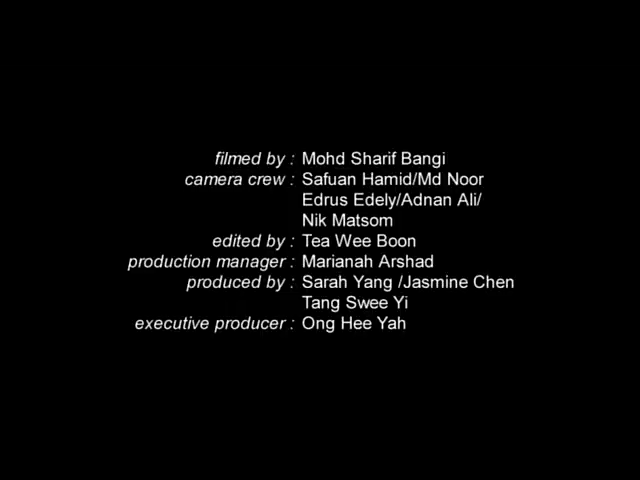 filmed by : Mohd Sharif Bangi
camera crew : Safuan Hamid/Md Noor
Edrus Edely/Adnan Ali/
Nik Matsom
edited by : Tea Wee Boon
production manager : Marianah Arshad
produced by : Sarah Yang /Jasmine Chen
Tang Swee Yi
executive producer : Ong Hee Yah